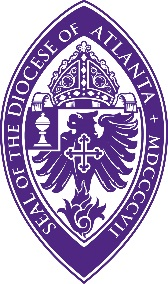 SEAL OF THE DIOCESE OF ATLANTA + MDCCCCVII